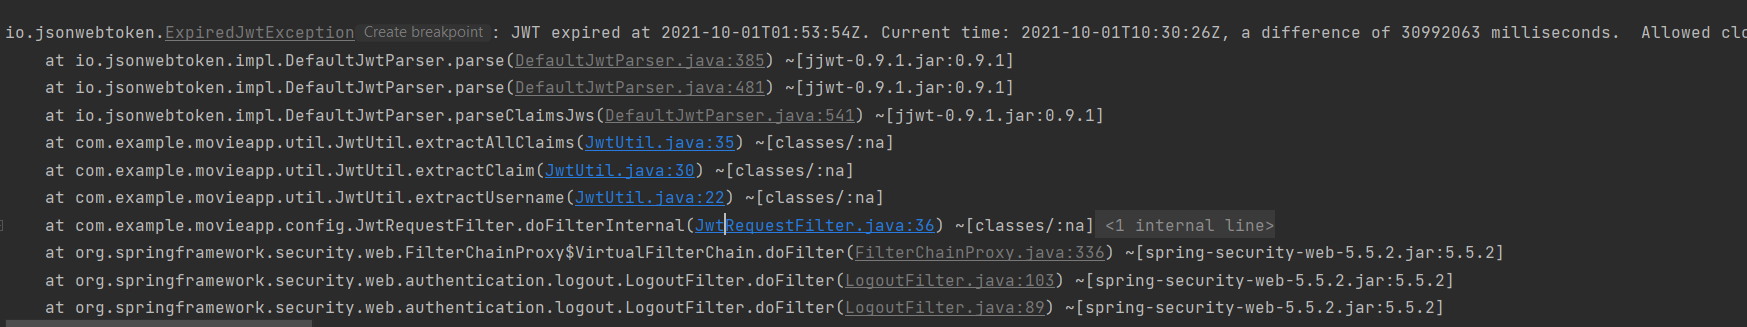 io.jsonwebtoken.ExpiredJwtException Create breakpoint : JWT expired at 2021-10-01T01:53:54Z. Current time: 2021-10-01T10:30:26Z, a difference of 30992063 milliseconds.  Allowed clo
at io.jsonwebtoken.impl.DefaultJwtParser.parse(DefaultJwtParser.java:385) ~[jjwt-0.9.1.jar:0.9.1]
at io.jsonwebtoken.impl.DefaultJwtParser.parse(DefaultJwtParser.java:481) ~[jjwt-0.9.1.jar:0.9.1]
at io.jsonwebtoken.impl.DefaultJwtParser.parseClaimsJws(DefaultJwtParser.java:541) ~[jjwt-0.9.1.jar:0.9.1]
at com.example.movieapp.util.JwtUtil.extractAllClaims(JwtUtil.java:35) ~[classes/:na]
at com.example.movieapp.util.JwtUtil.extractClaim(JwtUtil.java:30) ~[classes/:na]
at com.example.movieapp.util.JwtUtil.extractUsername(JwtUtil.java:22) ~[classes/:na]
at com.example.movieapp.config.JwtRequestFilter.doFilterInternal(JwtRequestFilter.java:36) ~[classes/:na] <1 internal line>
at org.springframework.security.web.FilterChainProxy$VirtualFilterChain.doFilter(FilterChainProxy.java:336) ~[spring-security-web-5.5.2.jar:5.5.2]
at org.springframework.security.web.authentication.logout.LogoutFilter.doFilter(LogoutFilter.java:103) ~[spring-security-web-5.5.2.jar:5.5.2]
at org.springframework.security.web.authentication.logout.LogoutFilter.doFilter(LogoutFilter.java:89) ~[spring-security-web-5.5.2.jar:5.5.2]